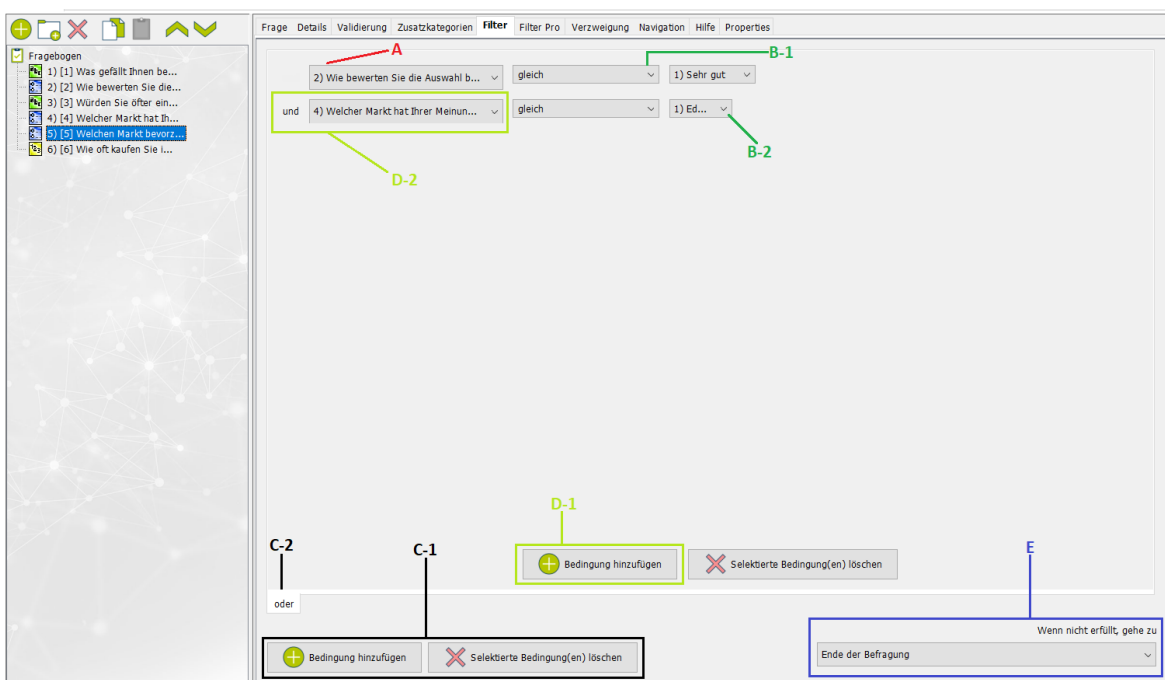 Frage Details Validierung Zusatzkategorien Filter Filter Pro Verzweigung Navigation Hilfe Properties
Fragebogen
1) [1] Was gefällt Ihnen be...
2) [2] Wie bewerten Sie die...
3) [3] Würden Sie öfter ein...
4) [4] Welcher Markt hat Ih...
5) [5] Welchen Markt bevorz...
6) [6] Wie oft kaufen Sie i...
A
B-1
2) Wie bewerten Sie die Auswahl b... gleich 1) Sehr gut
und 4) Welcher Markt hat Ihrer Meinun... gleich 1) Ed...
B-2
D-2
D-1
Bedingung hinzufügen Selektierte Bedingung(en) löschen
C-2
C-1
E
oder
Bedingung hinzufügen Selektierte Bedingung(en) löschen
Wenn nicht erfüllt, gehe zu
Ende der Befragung